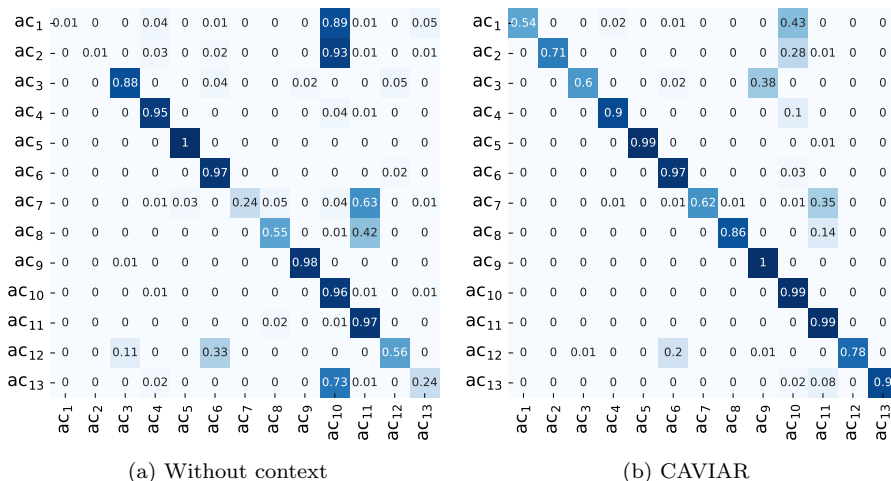 ac1 0.01 0 0 0.04 0 0.01 0 0 0 0.89 0.01 0 0.05
ac2 0 0.01 0 0.03 0 0.02 0 0 0 0.93 0.01 0 0.01
ac3 0 0 0.88 0 0 0.04 0 0 0.02 0 0 0.05 0
ac4 0 0 0 0.95 0 0 0 0 0 0.04 0.01 0 0
ac5 0 0 0 0 1 0 0 0 0 0 0 0 0
ac6 0 0 0 0 0 0.97 0 0 0 0 0 0.02 0
ac7 0 0 0 0.01 0.03 0 0.24 0.05 0 0.04 0.63 0 0.01
ac8 0 0 0 0 0 0 0 0.55 0 0.01 0.42 0 0
ac9 0 0 0.01 0 0 0 0 0 0.98 0 0 0 0
ac10 0 0 0 0.01 0 0 0 0 0 0.96 0.01 0 0.01
ac11 0 0 0 0 0 0 0 0.02 0 0.01 0.97 0 0
ac12 0 0 0.11 0 0 0.33 0 0 0 0 0 0.56 0
ac13 0 0 0 0.02 0 0 0 0 0 0.73 0.01 0 0.24
ac1 ac2 ac3 ac4 ac5 ac6 ac7 ac8 ac9 ac10 ac11 ac12 ac13
(a) Without context
ac1 0.54 0 0 0.02 0 0.01 0 0 0 0.43 0 0 0
ac2 0 0.71 0 0 0 0 0 0 0 0.28 0.01 0 0
ac3 0 0 0.6 0 0 0.02 0 0 0.38 0 0 0 0
ac4 0 0 0 0.9 0 0 0 0 0 0.1 0 0 0
ac5 0 0 0 0 0.99 0 0 0 0 0 0.01 0 0
ac6 0 0 0 0 0 0.97 0 0 0 0.03 0 0 0
ac7 0 0 0 0.01 0 0.01 0.62 0.01 0 0.01 0.35 0 0
ac8 0 0 0 0 0 0 0 0.86 0 0 0.14 0 0
ac9 0 0 0 0 0 0 0 0 1 0 0 0 0
ac10 0 0 0 0 0 0 0 0 0 0.99 0 0 0
ac11 0 0 0 0 0 0 0 0 0 0 0.99 0 0
ac12 0 0 0.01 0 0 0.2 0 0 0.01 0 0 0.78 0
ac13 0 0 0 0 0 0 0 0 0 0.02 0.08 0 0.9
ac1 ac2 ac3 ac4 ac5 ac6 ac7 ac8 ac9 ac10 ac11 ac12 ac13
(b) CAVIAR